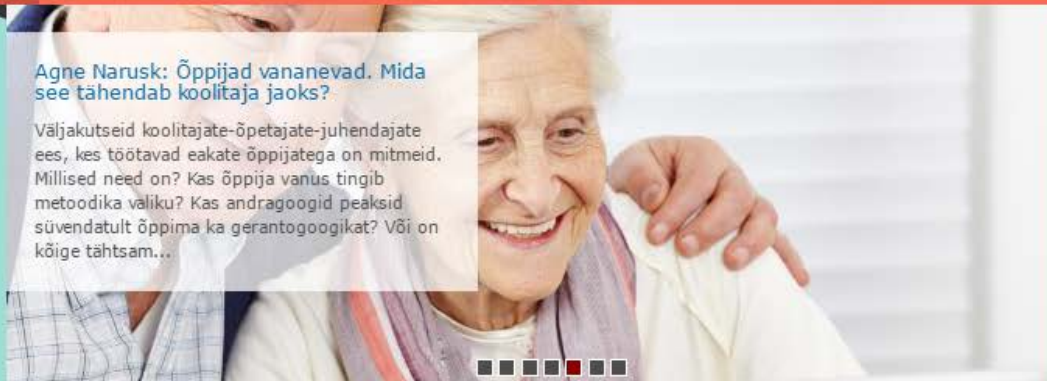 Agne Narusk: Õppijad vananevad. Mida
see tähendab koolitaja jaoks?
Väljakutseid koolitajate-õpetajate-juhendajate
ees, kes töötavad eakate õppijatega on mitmeid.
Millised need on? Kas õppija vanus tingib
metoodika valiku? Kas andragoogid peaksid
süvendatult õppima ka gerantogoogikat? Või on
kõige tähtsam...